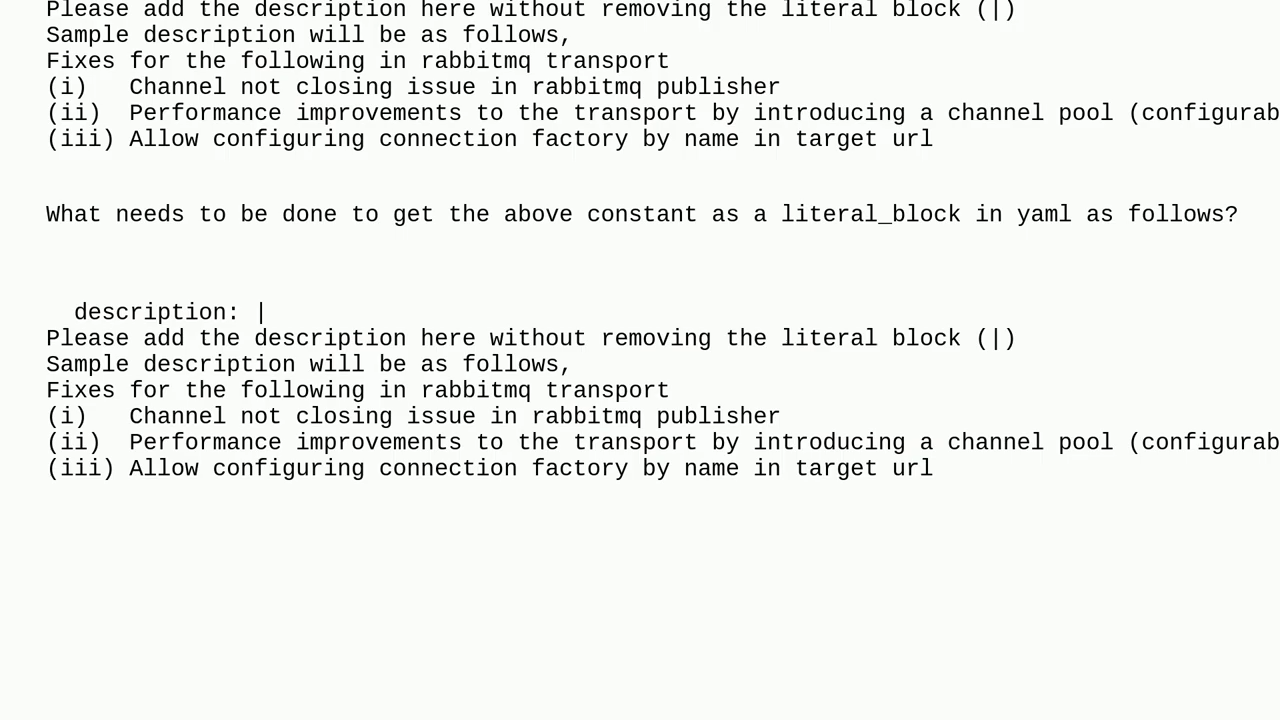 Please add the description here without removing the literal block (|)
Sample description will be as follows,
Fixes for the following in rabbitmq transport
(i)   Channel not closing issue in rabbitmq publisher
(ii)  Performance improvements to the transport by introducing a channel pool (configurab
(iii) Allow configuring connection factory by name in target url
What needs to be done to get the above constant as a literal_block in yaml as follows?
  description: |
Please add the description here without removing the literal block (|)
Sample description will be as follows,
Fixes for the following in rabbitmq transport
(i)   Channel not closing issue in rabbitmq publisher
(ii)  Performance improvements to the transport by introducing a channel pool (configurab
(iii) Allow configuring connection factory by name in target url